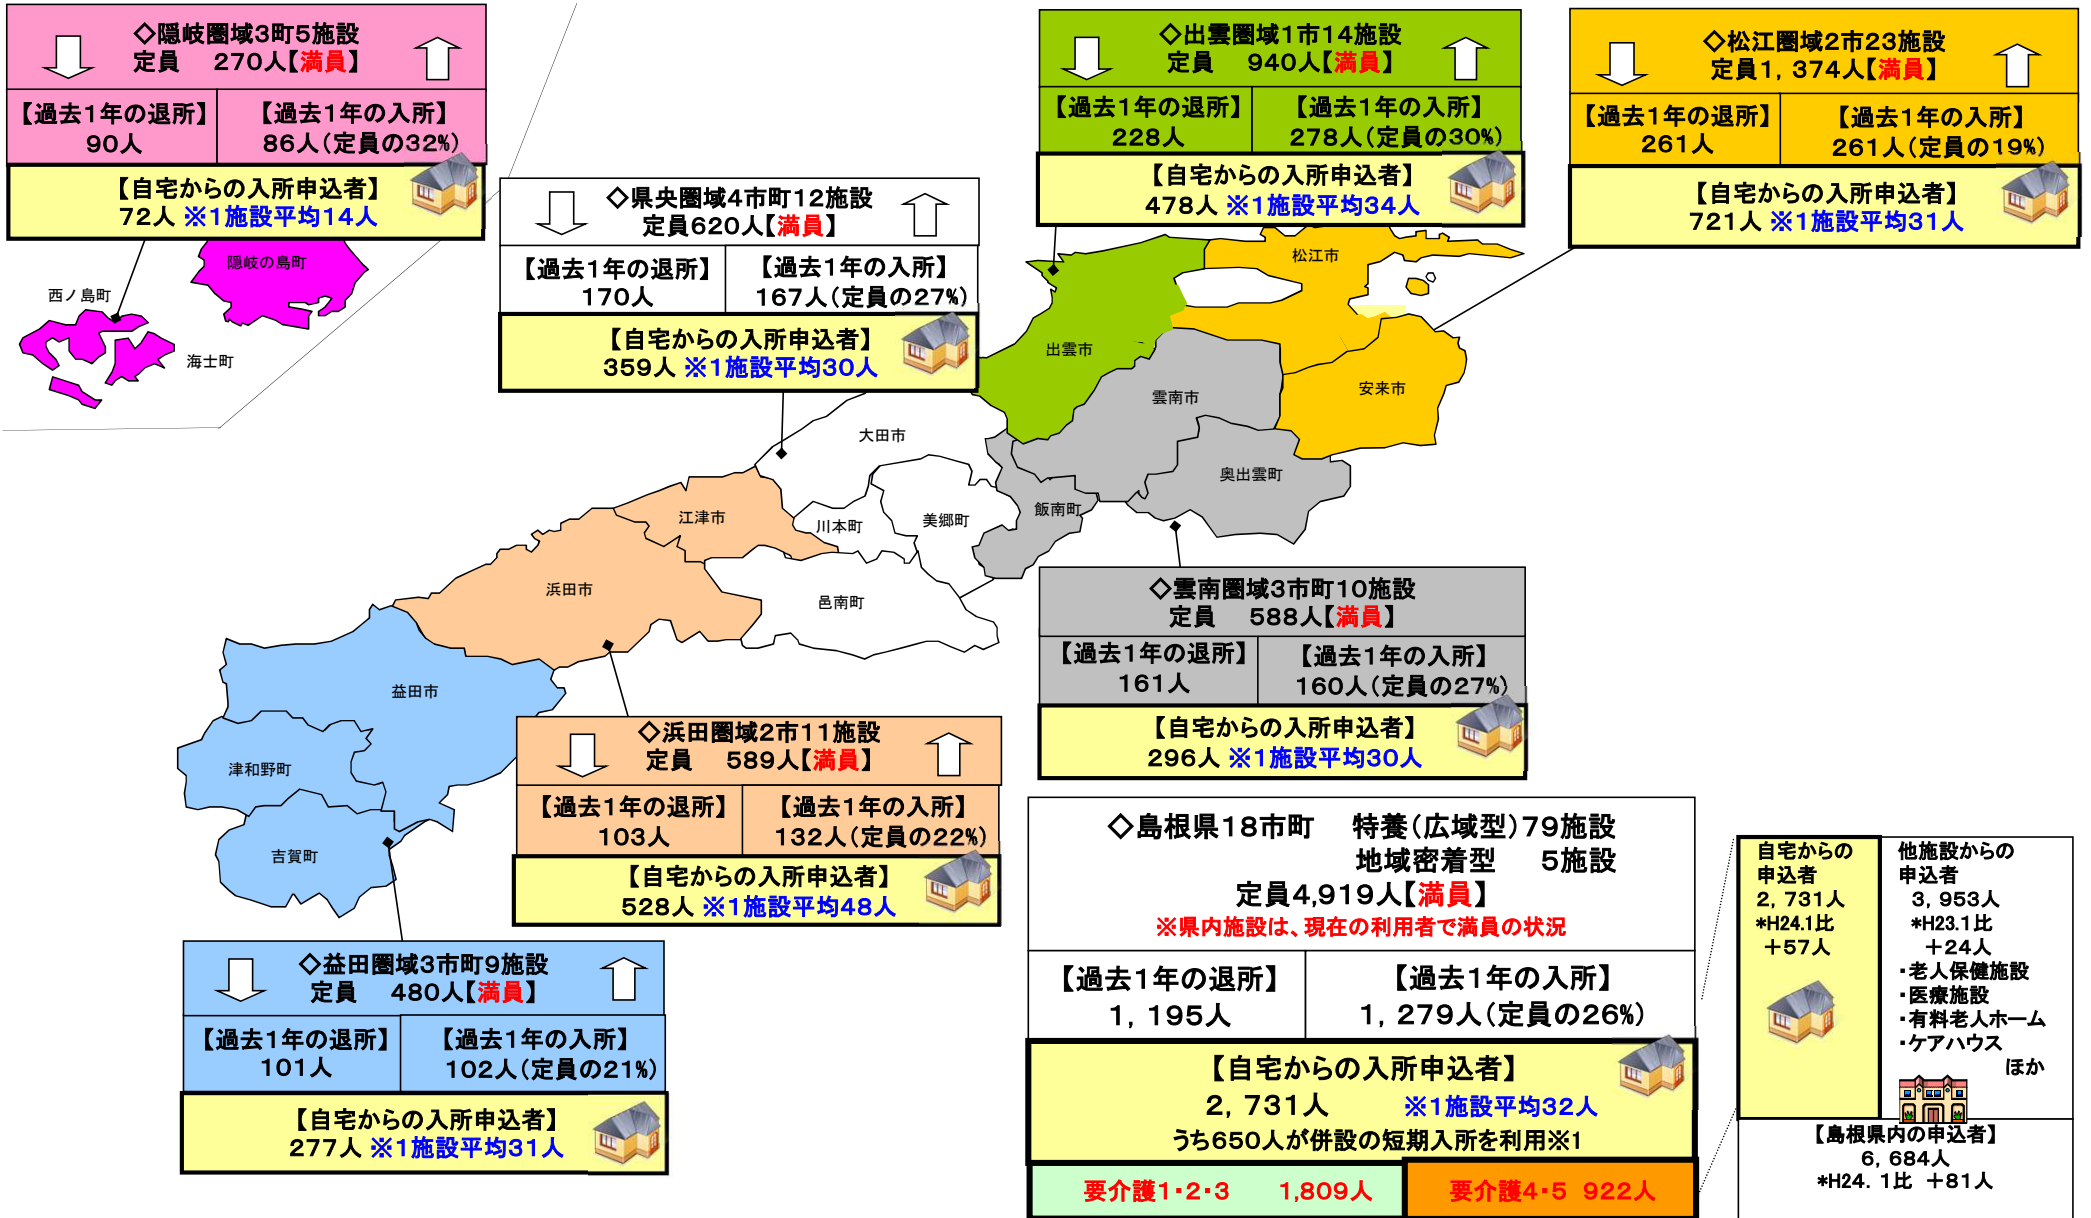 ◇隠岐圏域3町5施設
定員　270人【満員】
【過去1年の退所】
90人
【過去1年の入所】
86人(定員の32%)
【自宅からの入所申込者】
72人 ※1施設平均14人
◇県央圏域4市町12施設
定員620人【満員】
【過去1年の退所】
170人
【過去1年の入所】
167人(定員の27%)
【自宅からの入所申込者】
359人 ※1施設平均30人
◇出雲圏域1市14施設
定員　940人【満員】
【過去1年の退所】
228人
【過去1年の入所】
278人(定員の30%)
【自宅からの入所申込者】
478人 ※1施設平均34人
◇松江圏域2市23施設
定員1,374人【満員】
【過去1年の退所】
261人
【過去1年の入所】
261人(定員の19%)
【自宅からの入所申込者】
721人 ※1施設平均31人
隠岐の島町
西ノ島町
海士町
松江市
出雲市
安来市
雲南市
大田市
奥出雲町
飯南町
江津市
川本町
美郷町
浜田市
邑南町
益田市
津和野町
吉賀町
◇雲南圏域3市町10施設
定員　588人【満員】
【過去1年の退所】
161人
【過去1年の入所】
160人(定員の27%)
【自宅からの入所申込者】
296人 ※1施設平均30人
◇浜田圏域2市11施設
定員　589人【満員】
【過去1年の退所】
103人
【過去1年の入所】
132人(定員の22%)
【自宅からの入所申込者】
528人 ※1施設平均48人
◇益田圏域3市町9施設
定員　480人【満員】
【過去1年の退所】
101人
【過去1年の入所】
102人(定員の21%)
【自宅からの入所申込者】
277人 ※1施設平均31人
◇島根県18市町　特養(広域型)79施設
地域密着型　5施設
定員4,919人【満員】
※県内施設は、現在の利用者で満員の状況
【過去1年の退所】
1,195人
【過去1年の入所】
1,279人(定員の26%)
【自宅からの入所申込者】
2,731人　※1施設平均32人
うち650人が併設の短期入所を利用※1
要介護1・2・3　1,809人
要介護4・5 922人
自宅からの
申込者
2,731人
*H24.1比
+57人
他施設からの
申込者
3,953人
*H23.1比
+24人
・老人保健施設
・医療施設
・有料老人ホーム
・ケアハウス
ほか
【島根県内の申込者】
6,684人
*H24.1比 +81人